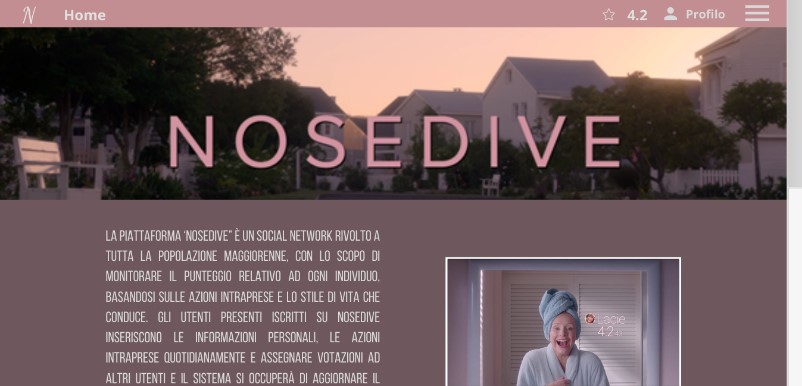 N Home 4.2 Profilo
NOSEDIVE
LA PIATTAFORMA 'NOSEDIVE" È UN SOCIAL NETWORK RIVOLTO A
TUTTA LA POPOLAZIONE MAGGIORENNE, CON LO SCOPO DI
MONITORARE IL PUNTEGGIO RELATIVO AD OGNI INDIVIDUO,
BASANDOSI SULLE AZIONI INTRAPRESE E LO STILE DI VITA CHE
CONDUCE. GLI UTENTI PRESENTI ISCRITTI SU NOSEDIVE
INSERISCONO LE INFORMAZIONI PERSONALI, LE AZIONI
INTRAPRESE QUOTIDIANAMENTE E ASSEGNARE VOTAZIONI AD
ALTRI UTENTI E IL SISTEMA SI OCCUPERÀ DI AGGIORNARE IL
Lacie
4.2